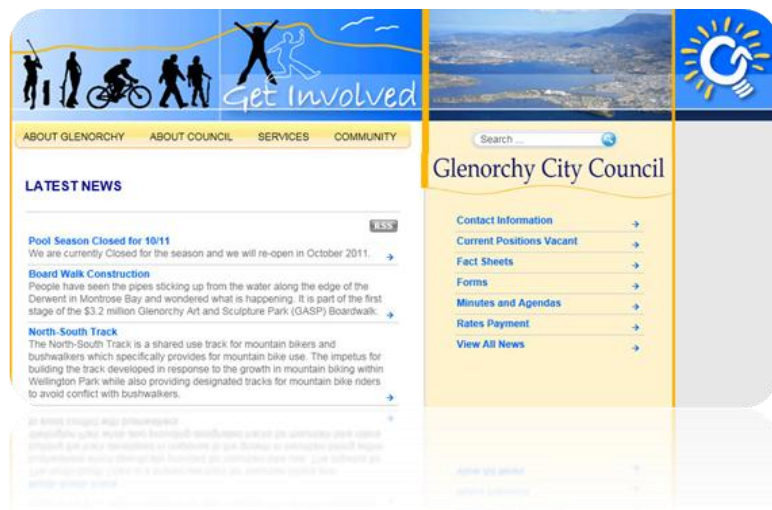 Get Involved
ABOUT GLENORCHY ABOUT COUNCIL SERVICES COMMUNITY
LATEST NEWS
RSS
Pool Season Closed for 10/11
We are currently Closed for the season and we will re-open in October 2011.
Board Walk Construction
People have seen the pipes sticking up from the water along the edge of the
Derwent in Montrose Bay and wondered what is happening. It is part of the first
stage of the $3.2 million Glenorchy Art and Sculpture Park (GASP) Boardwalk.
North-South Track
The North-South Track is a shared use track for mountain bikers and
bushwalkers which specifically provides for mountain bike use. The impetus for
building the track developed in response to the growth in mountain biking within
Wellington Park while also providing designated tracks for mountain bike riders
to avoid conflict with bushwalkers.
Search ...
Glenorchy City Council
Contact Information
Current Positions Vacant
Fact Sheets
Forms
Minutes and Agendas
Rates Payment
View All News